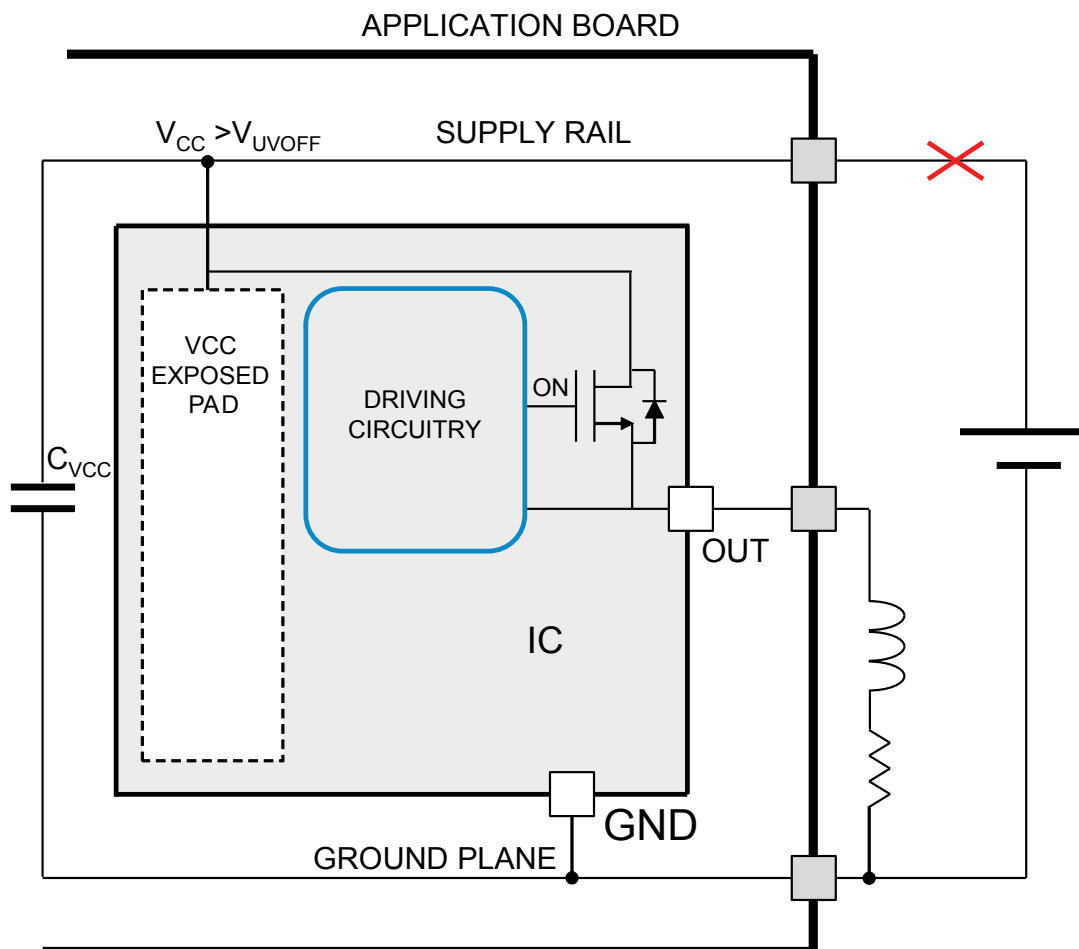 APPLICATION BOARD
VCC >VUVOFF
SUPPLY RAIL
VCC
EXPOSED
PAD
DRIVING
CIRCUITRY
ON
CVCC
OUT
IC
GND
GROUND PLANE